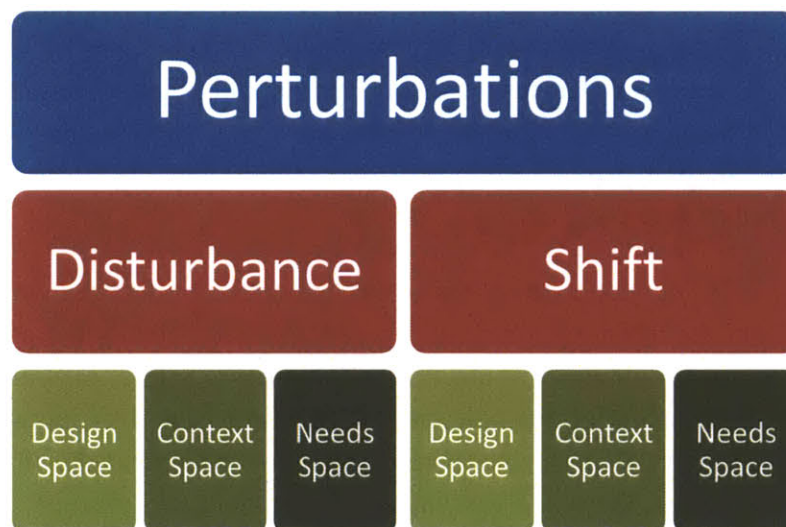 Perturbations
Disturbance Shift
Design Context Needs Design Context Needs
Space Space Space Space Space Space